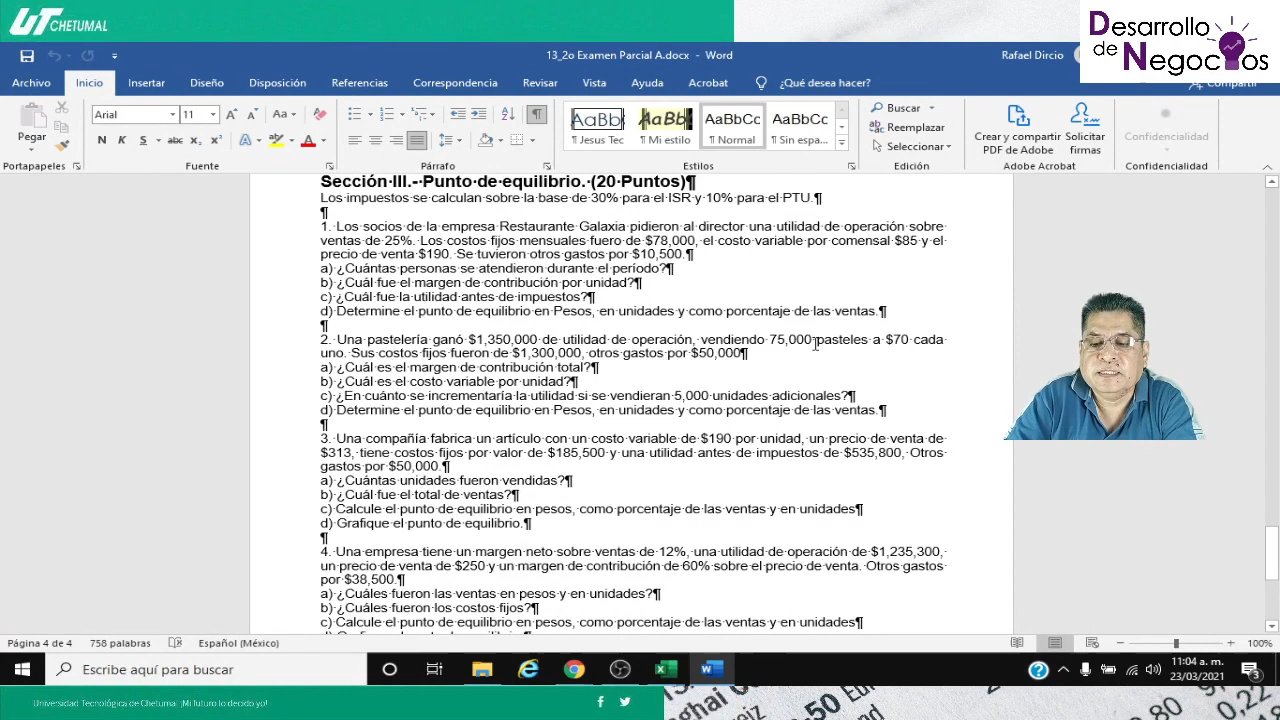 UT CHETUMAL
Desarrollo
de
Negocios
13_2o Examen Parcial A.docx - Word
Rafael Dircio
Archivo Inicio Insertar Diseño Disposición Referencias Correspondencia Revisar Vista Ayuda Acrobat ¿Qué desea hacer? Compartir
Pegar
Portapapeles
Arial 11
N K S abc x₂ x²
Fuente
Párrafo
AaBbC AaBb AaBbCc AaBbCc
¶ Jesus Tec ¶ Mi estilo ¶ Normal ¶ Sin espa...
Estilos
Buscar
Reemplazar
Seleccionar
Edición
Crear y compartir
PDF de Adobe
Solicitar
firmas
Adobe Acrobat
Confidencialidad
Confidencialidad
Sección·III.-·Punto·de·equilibrio.·(20·Puntos)¶
Los·impuestos·se·calculan·sobre·la·base·de·30%·para·el·ISR·y·10%·para·el·PTU.¶
¶
1.·Los·socios·de·la·empresa·Restaurante·Galaxia·pidieron·al·director·una·utilidad·de·operación·sobre·
ventas·de·25%.·Los·costos·fijos·mensuales·fuero·de·$78,000,·el·costo·variable·por·comensal·$85·y·el·
precio·de·venta·$190.·Se·tuvieron·otros·gastos·por·$10,500.¶
a)·¿Cuántas·personas·se·atendieron·durante·el·período?¶
b)·¿Cuál·fue·el·margen·de·contribución·por·unidad?¶
c)·¿Cuál·fue·la·utilidad·antes·de·impuestos?¶
d)·Determine·el·punto·de·equilibrio·en·Pesos,·en·unidades·y·como·porcentaje·de·las·ventas.¶
¶
2.·Una·pastelería·ganó·$1,350,000·de·utilidad·de·operación,·vendiendo·75,000·pasteles·a·$70·cada·
uno.·Sus·costos·fijos·fueron·de·$1,300,000,·otros·gastos·por·$50,000¶
a)·¿Cuál·es·el·margen·de·contribución·total?¶
b)·¿Cuál·es·el·costo·variable·por·unidad?¶
c)·¿En·cuánto·se·incrementaría·la·utilidad·si·se·vendieran·5,000·unidades·adicionales?¶
d)·Determine·el·punto·de·equilibrio·en·Pesos,·en·unidades·y·como·porcentaje·de·las·ventas.¶
¶
3.·Una·compañía·fabrica·un·artículo·con·un·costo·variable·de·$190·por·unidad,·un·precio·de·venta·de·
$313,·tiene·costos·fijos·por·valor·de·$185,500·y·una·utilidad·antes·de·impuestos·de·$535,800,·Otros·
gastos·por·$50,000.¶
a)·¿Cuántas·unidades·fueron·vendidas?¶
b)·¿Cuál·fue·el·total·de·ventas?¶
c)·Calcule·el·punto·de·equilibrio·en·pesos,·como·porcentaje·de·las·ventas·y·en·unidades¶
d)·Grafique·el·punto·de·equilibrio.¶
¶
4.·Una·empresa·tiene·un·margen·neto·sobre·ventas·de·12%,·una·utilidad·de·operación·de·$1,235,300,·
un·precio·de·venta·de·$250·y·un·margen·de·contribución·de·60%·sobre·el·precio·de·venta.·Otros·gastos·
por·$38,500.¶
a)·¿Cuáles·fueron·las·ventas·en·pesos·y·en·unidades?¶
b)·¿Cuáles·fueron·los·costos·fijos?¶
c)·Calcule·el·punto·de·equilibrio·en·pesos,·como·porcentaje·de·las·ventas·y·en·unidades¶
Página 4 de 4 758 palabras Español (México) 100%
Escribe aquí para buscar
11:04 a. m.
23/03/2021
3
Universidad Tecnológica de Chetumal. ¡Mi futuro lo decido yo!